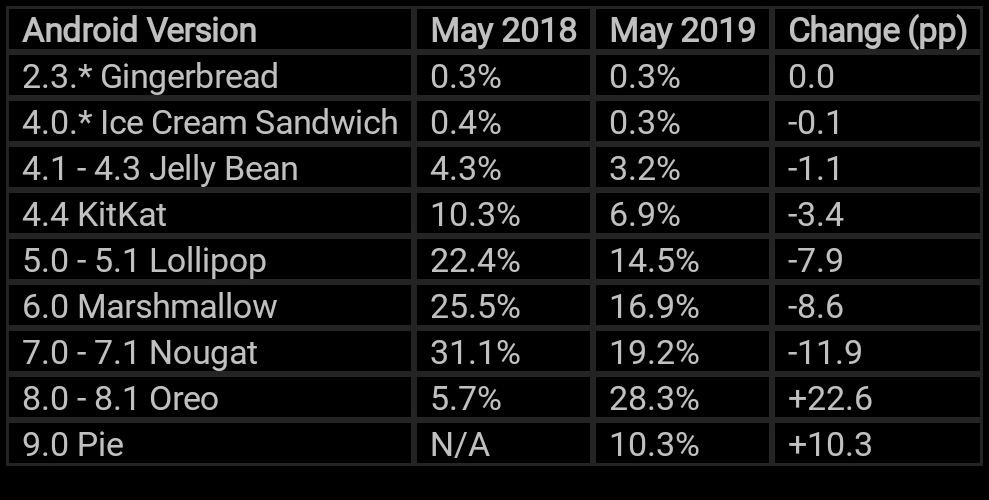 Android Version May 2018 May 2019 Change (pp)
2.3.* Gingerbread 0.3% 0.3% 0.0
4.0.* Ice Cream Sandwich 0.4% 0.3% -0.1
4.1 - 4.3 Jelly Bean 4.3% 3.2% -1.1
4.4 KitKat 10.3% 6.9% -3.4
5.0 - 5.1 Lollipop 22.4% 14.5% -7.9
6.0 Marshmallow 25.5% 16.9% -8.6
7.0 - 7.1 Nougat 31.1% 19.2% -11.9
8.0 - 8.1 Oreo 5.7% 28.3% +22.6
9.0 Pie N/A 10.3% +10.3